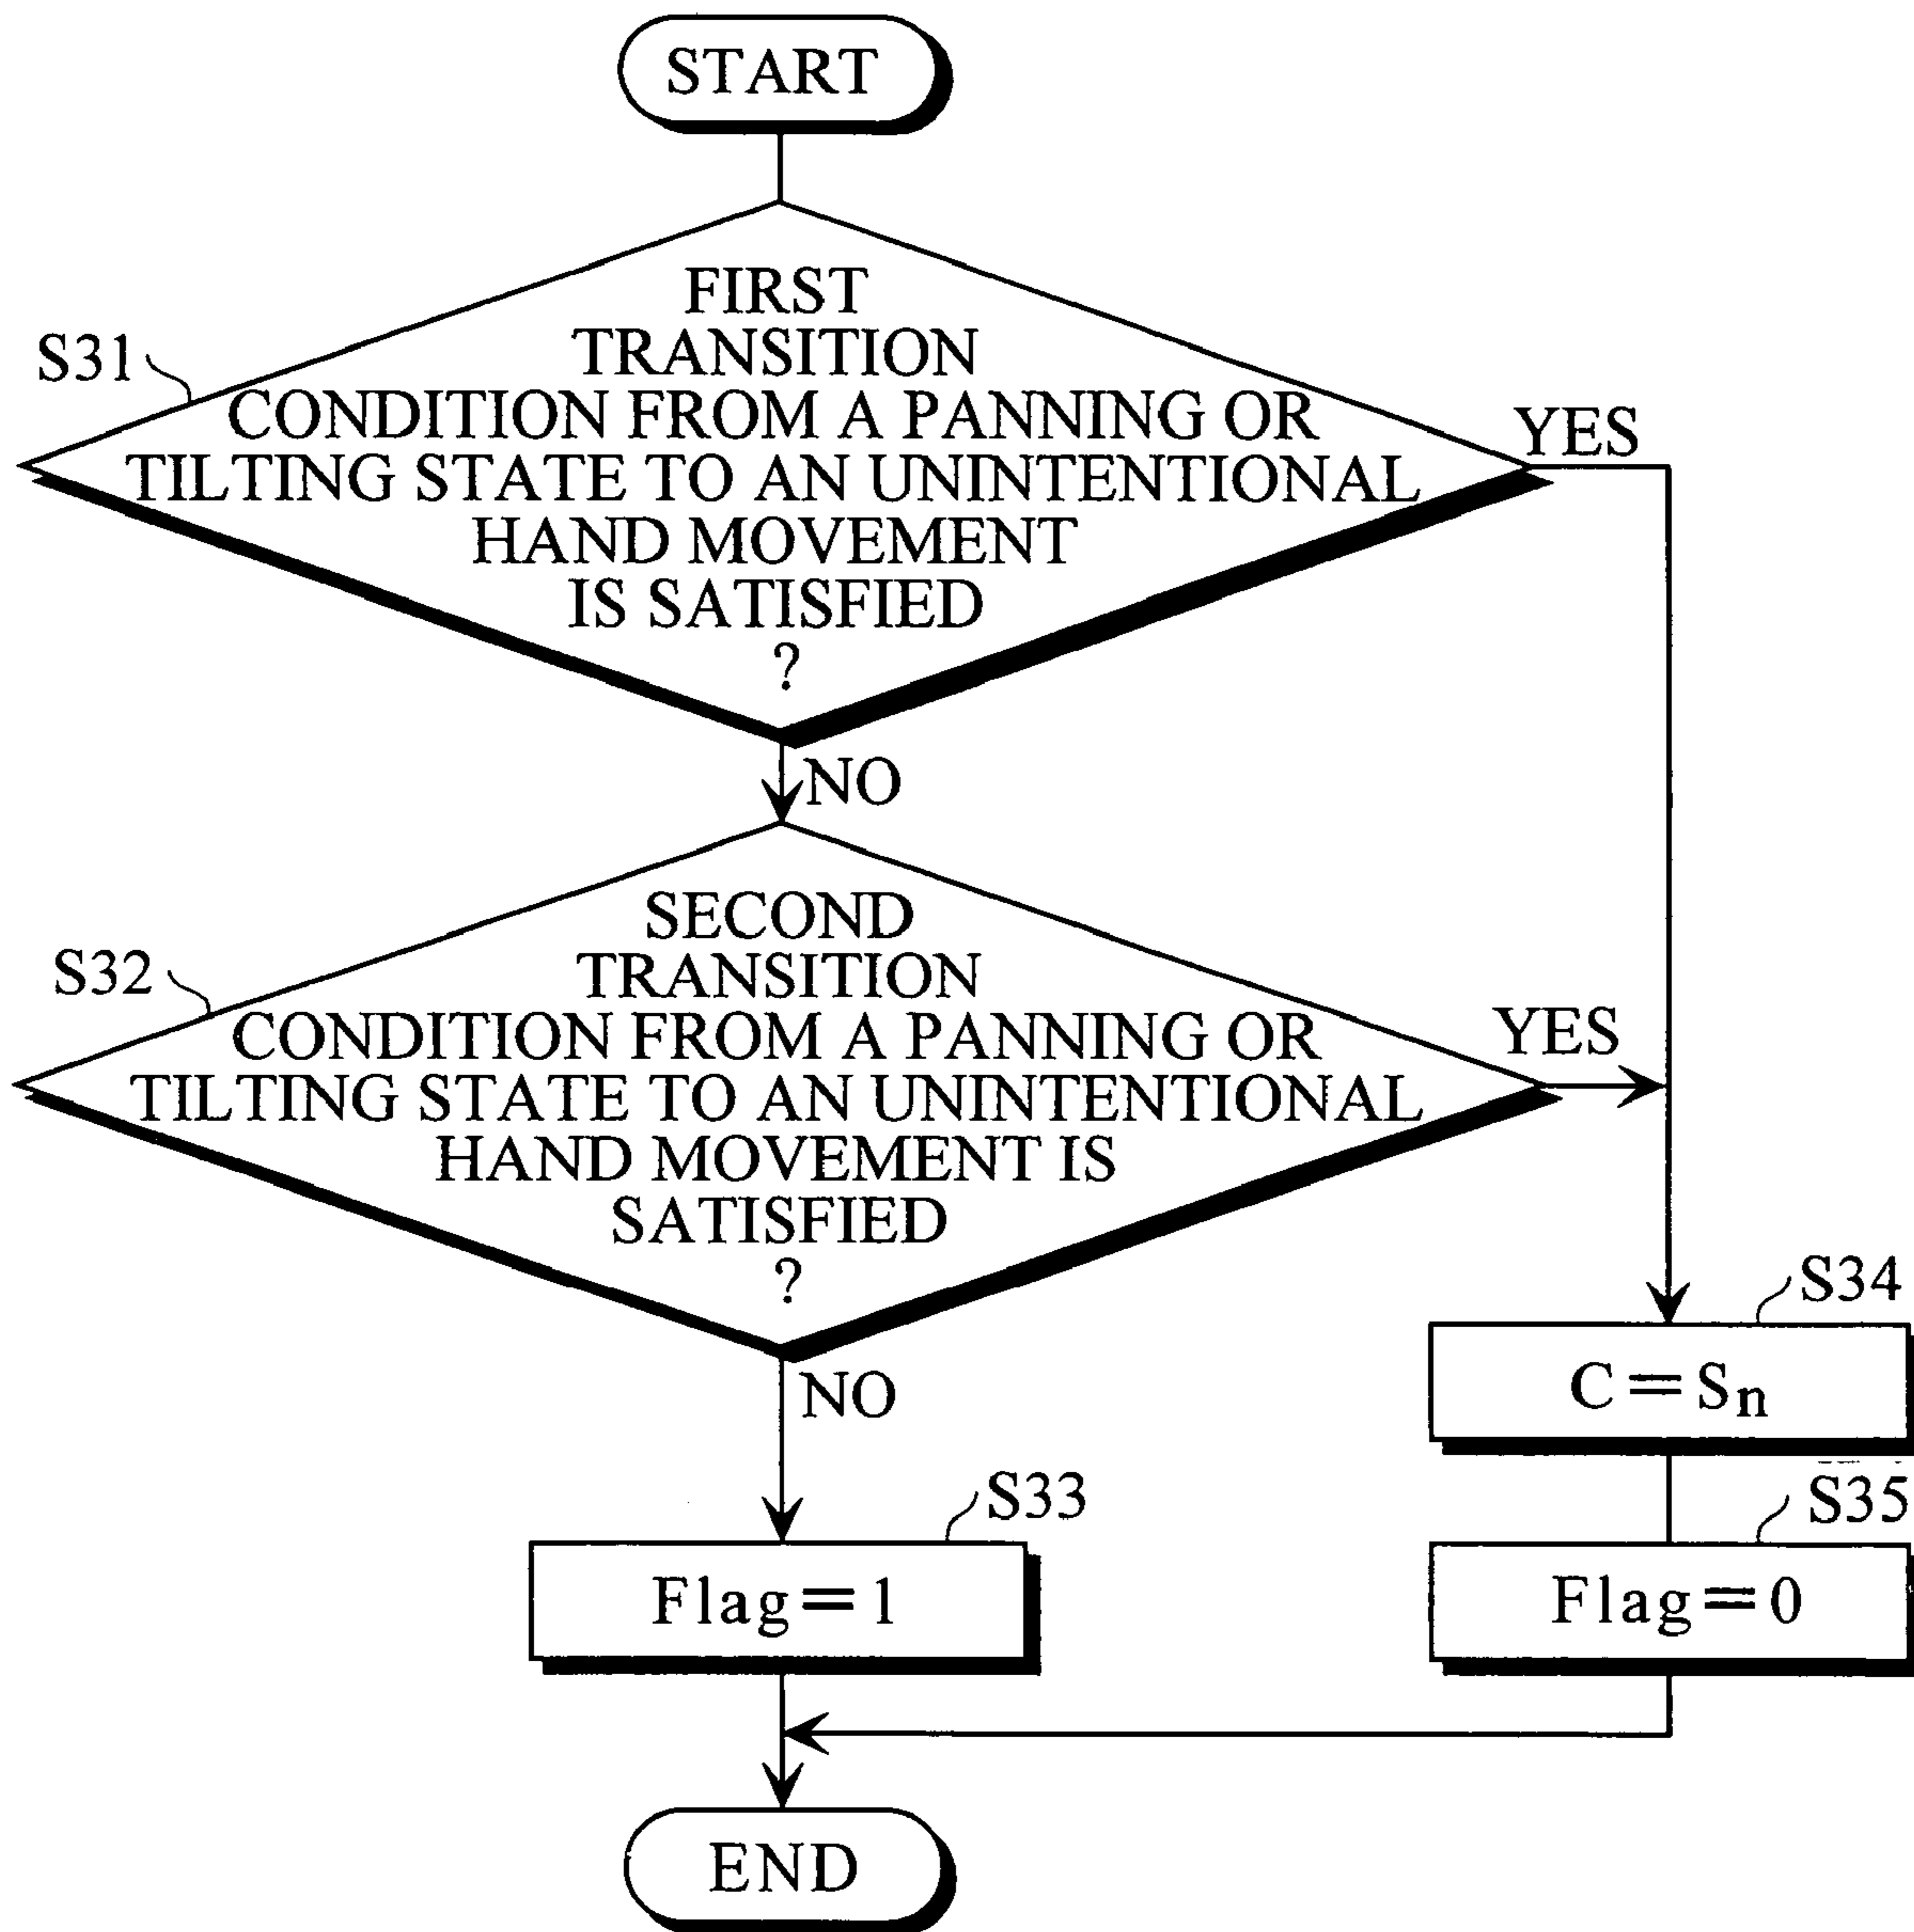 START
FIRST
TRANSITION
CONDITION FROM A PANNING OR
TILTING STATE TO AN UNINTENTIONAL
HAND MOVEMENT
IS SATISFIED
?
S31
YES
NO
SECOND
TRANSITION
CONDITION FROM A PANNING OR
TILTING STATE TO AN UNINTENTIONAL
HAND MOVEMENT IS
SATISFIED
?
S32
YES
NO
S34
C=Sn
S33
Flag=1
S35
Flag=0
END